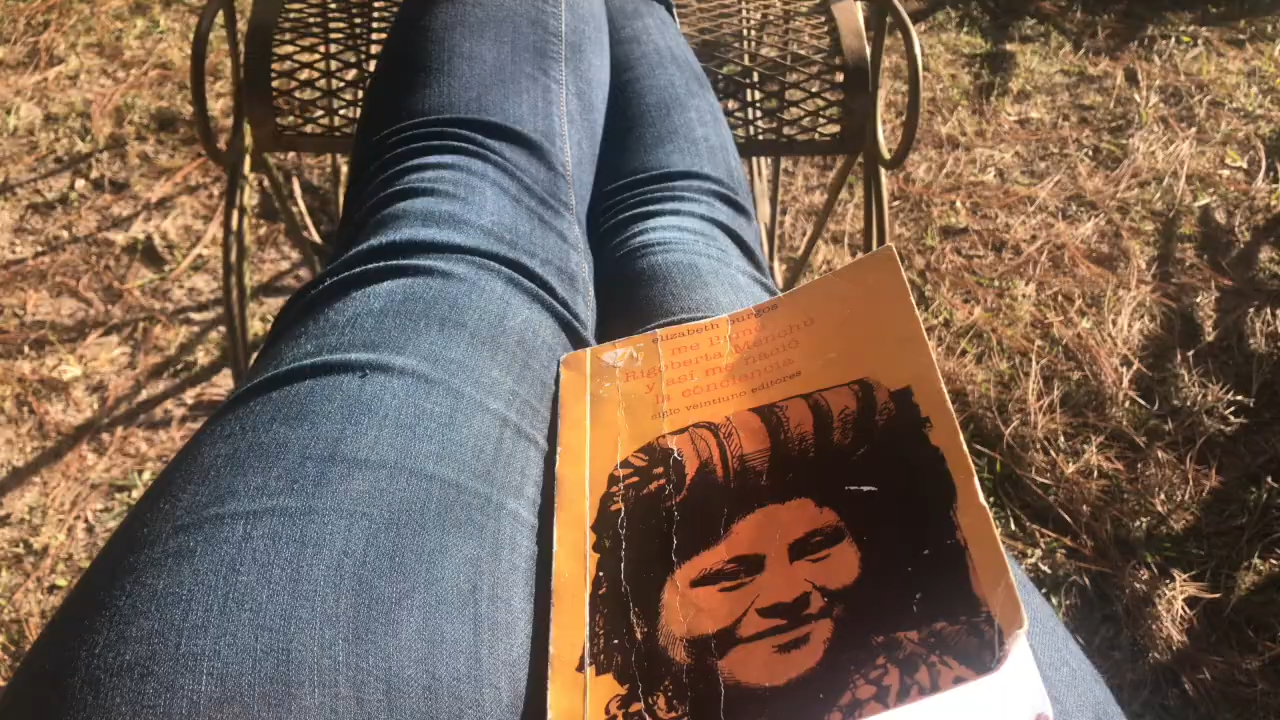 elizabeth burgos
me llamo
Rigoberta Menchú
y así me nació
la conciencia
siglo veintiuno editores